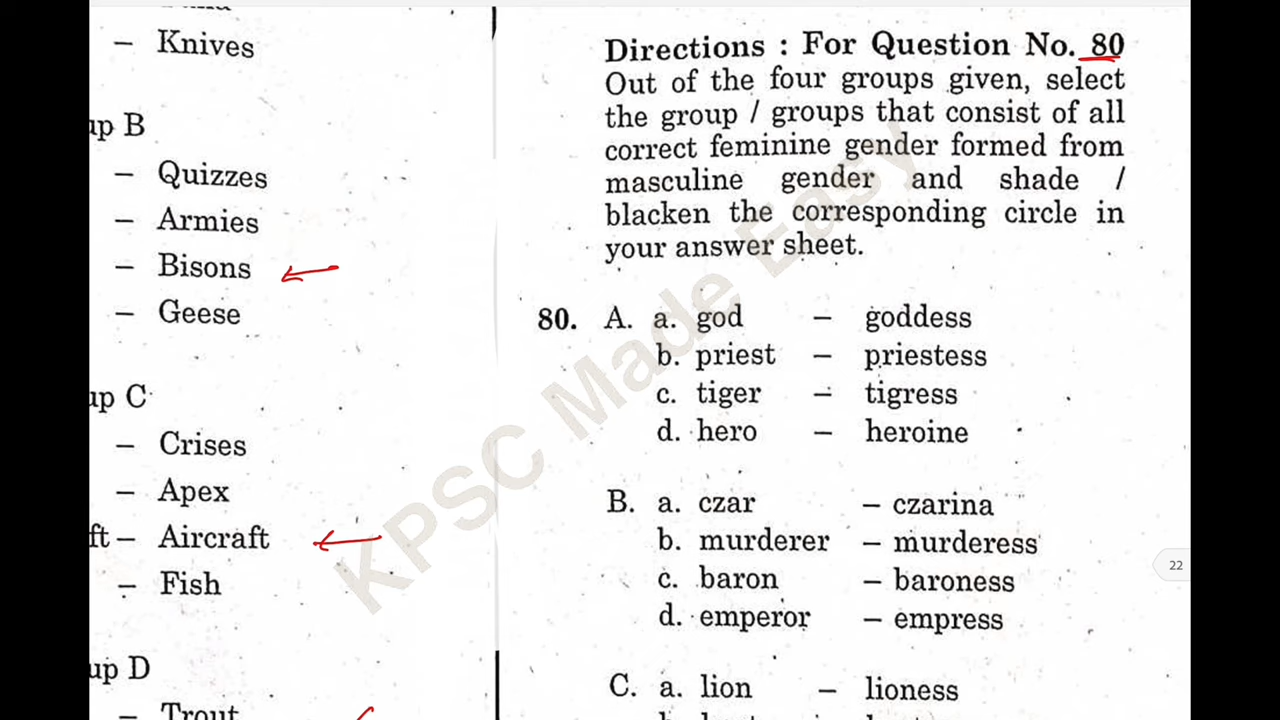 – Knives
up B
– Quizzes
– Armies
– Bisons
– Geese
up C
– Crises
– Apex
ft – Aircraft
– Fish
up D
– Trout
Directions : For Question No. 80
Out of the four groups given, select
the group / groups that consist of all
correct feminine gender formed from
masculine gender and shade /
blacken the corresponding circle in
your answer sheet.
80. A. a. god – goddess
b. priest – priestess
c. tiger – tigress
d. hero – heroine
B. a. czar – czarina
b. murderer – murderess
c. baron – baroness
d. emperor – empress
C. a. lion – lioness
KPSC Made Easy
22